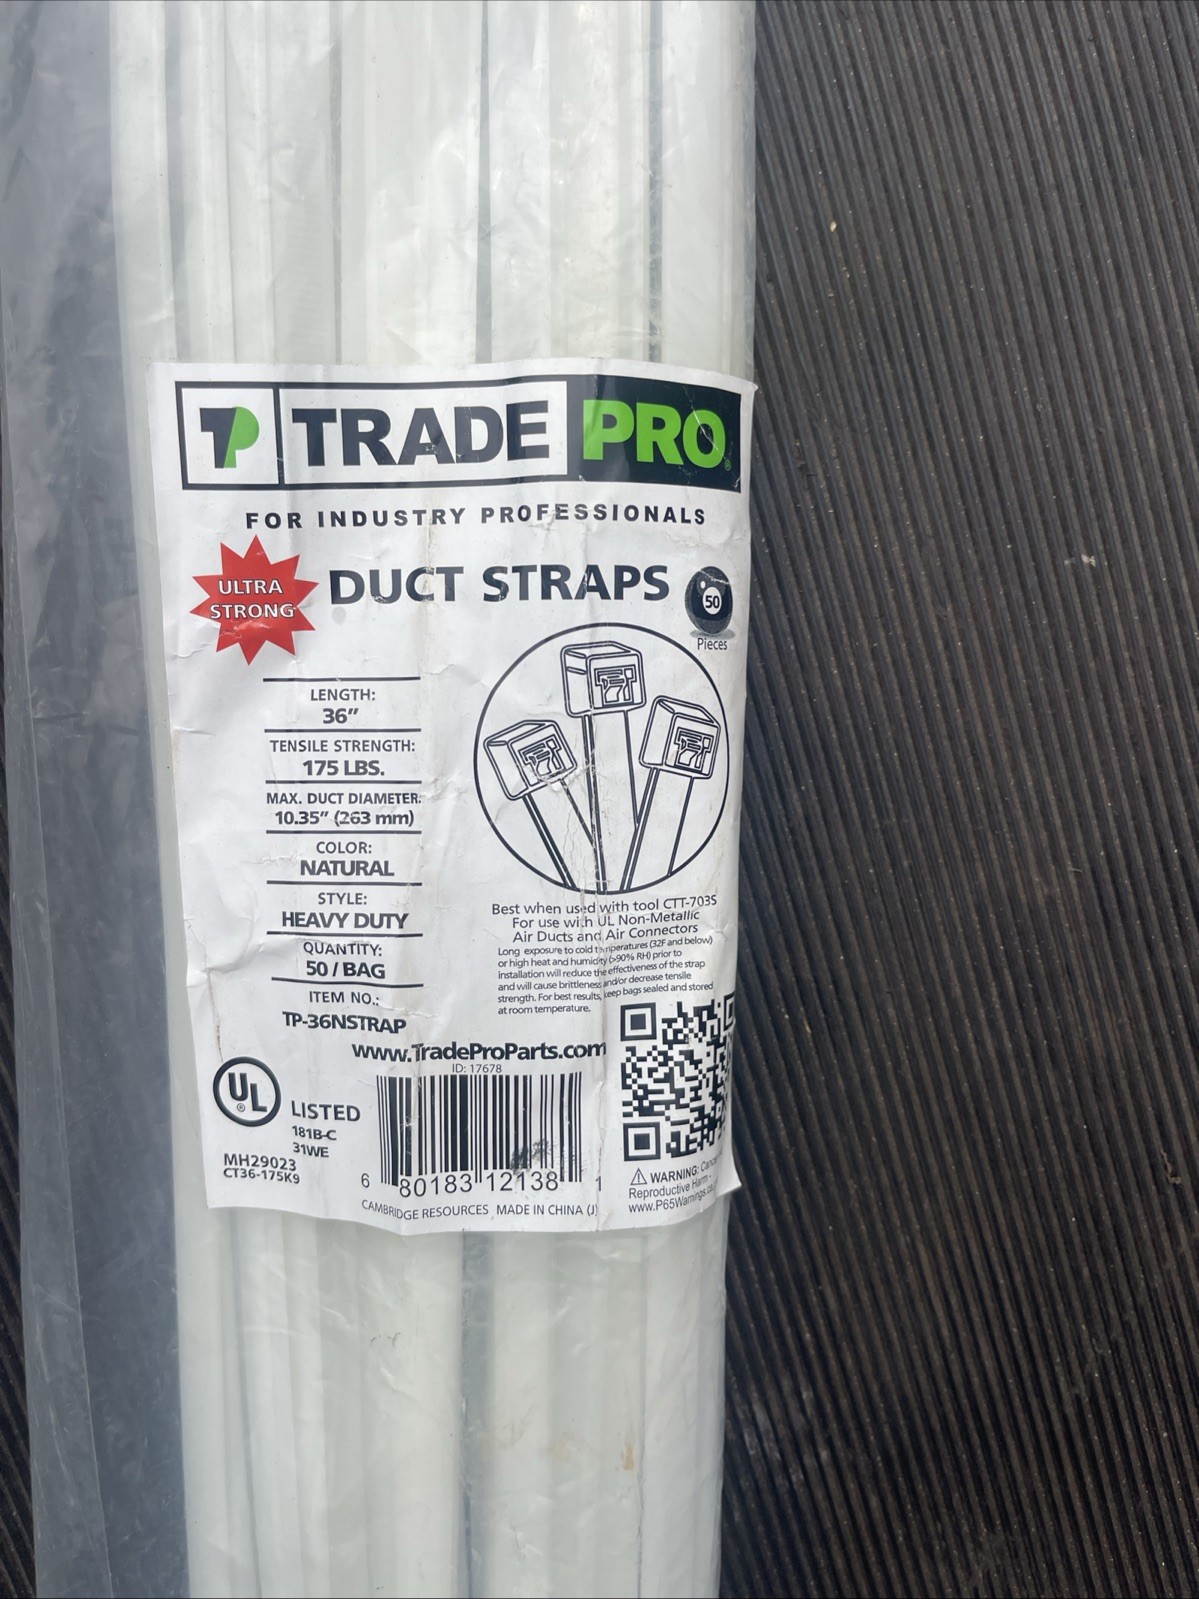 TP TRADE PRO®
FOR INDUSTRY PROFESSIONALS
ULTRA
STRONG
DUCT STRAPS
50
Pieces
LENGTH:
36”
TENSILE STRENGTH:
175 LBS.
MAX. DUCT DIAMETER:
10.35” (263 mm)
COLOR:
NATURAL
STYLE:
HEAVY DUTY
QUANTITY:
50 / BAG
ITEM NO.:
TP-36NSTRAP
Best when used with tool CTT-703S
For use with UL Non-Metallic
Air Ducts and Air Connectors
Long exposure to cold temperatures (32F and below)
or high heat and humidity (>90% RH) prior to
installation will reduce the effectiveness of the strap
and will cause brittleness and/or decrease tensile
strength. For best results, keep bags sealed and stored
at room temperature.
www.TradeProParts.com
ID: 17678
UL ®
LISTED
181B-C
31WE
MH29023
CT36-175K9
6 80183 12138 1
CAMBRIDGE RESOURCES MADE IN CHINA (J)
⚠ WARNING:
Reproductive Harm -
www.P65Warnings.ca